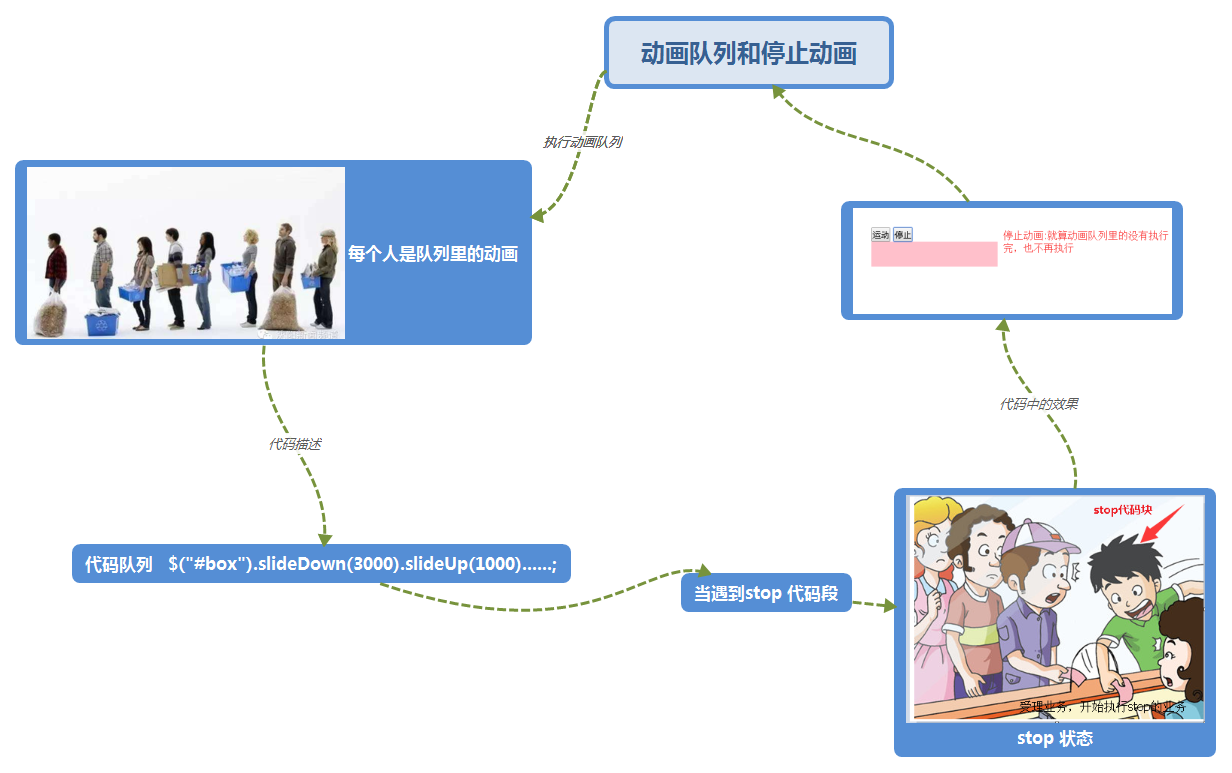 动画队列和停止动画
执行动画队列
每个人是队列里的动画
运动 停止
停止动画:就算动画队列里的没有执行
完，也不再执行
代码中的效果
代码描述
代码队列 $("#box").slideDown(3000).slideUp(1000)......;
当遇到stop 代码段
stop代码块
受理业务，开始执行stop的业务
stop 状态